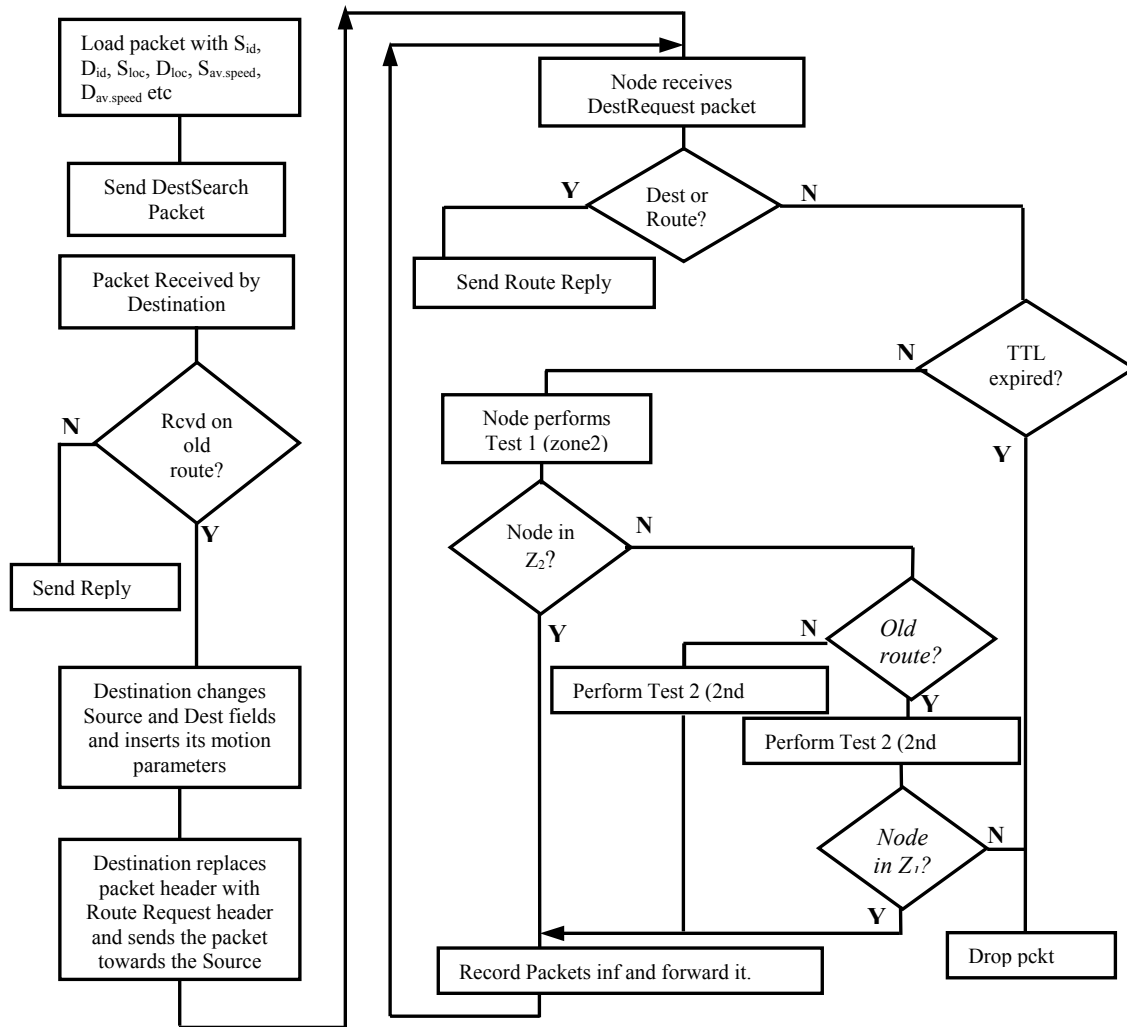 Load packet with Sid,
Did, Sloc, Dloc, Sav.speed,
Dav.speed etc
Send DestSearch
Packet
Packet Received by
Destination
Rcvd on
old
route?
N
Y
Send Reply
Destination changes
Source and Dest fields
and inserts its motion
parameters
Destination replaces
packet header with
Route Request header
and sends the packet
towards the Source
Node receives
DestRequest packet
Dest or
Route?
Y
N
Send Route Reply
TTL
expired?
N
Y
Node performs
Test 1 (zone2)
Node in
Z2?
N
Y
Old
route?
N
Y
Perform Test 2 (2nd
Perform Test 2 (2nd
Node
in Z1?
N
Y
Record Packets inf and forward it.
Drop pckt